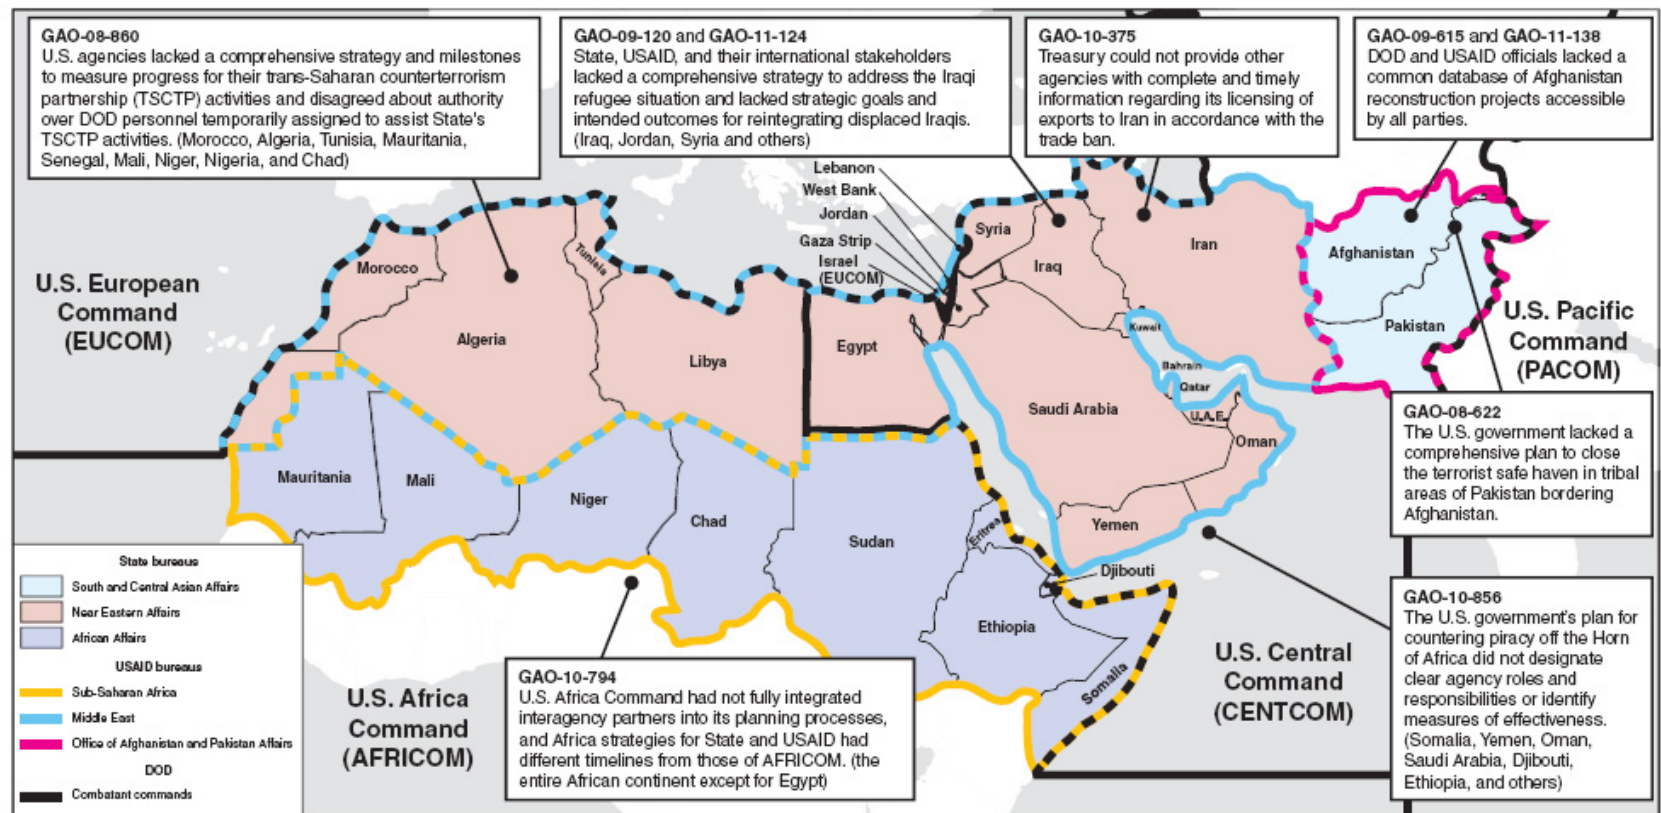 GAO-08-860
U.S. agencies lacked a comprehensive strategy and milestones
to measure progress for their trans-Saharan counterterrorism
partnership (TSCTP) activities and disagreed about authority
over DOD personnel temporarily assigned to assist State's
TSCTP activities. (Morocco, Algeria, Tunisia, Mauritania,
Senegal, Mali, Niger, Nigeria, and Chad)
GAO-09-120 and GAO-11-124
State, USAID, and their international stakeholders
lacked a comprehensive strategy to address the Iraqi
refugee situation and lacked strategic goals and
intended outcomes for reintegrating displaced Iraqis.
(Iraq, Jordan, Syria and others)
GAO-10-375
Treasury could not provide other
agencies with complete and timely
information regarding its licensing of
exports to Iran in accordance with the
trade ban.
GAO-09-615 and GAO-11-138
DOD and USAID officials lacked a
common database of Afghanistan
reconstruction projects accessible
by all parties.
Lebanon
West Bank
Jordan
Gaza Strip
Israel
(EUCOM)
Syria
Iraq
Iran
Afghanistan
Pakistan
Morocco
Tunisia
Algeria
Libya
Egypt
Kuwait
Bahrain
Qatar
U.A.E.
Saudi Arabia
Oman
Yemen
U.S. European
Command
(EUCOM)
U.S. Pacific
Command
(PACOM)
Mauritania
Mali
Niger
Chad
Sudan
Eritrea
Djibouti
Ethiopia
Somalia
GAO-08-622
The U.S. government lacked a
comprehensive plan to close
the terrorist safe haven in tribal
areas of Pakistan bordering
Afghanistan.
GAO-10-856
The U.S. government's plan for
countering piracy off the Horn
of Africa did not designate
clear agency roles and
responsibilities or identify
measures of effectiveness.
(Somalia, Yemen, Oman,
Saudi Arabia, Djibouti,
Ethiopia, and others)
State bureaus
South and Central Asian Affairs
Near Eastern Affairs
African Affairs
USAID bureaus
Sub-Saharan Africa
Middle East
Office of Afghanistan and Pakistan Affairs
DOD
Combatant commands
U.S. Africa
Command
(AFRICOM)
GAO-10-794
U.S. Africa Command had not fully integrated
interagency partners into its planning processes,
and Africa strategies for State and USAID had
different timelines from those of AFRICOM. (the
entire African continent except for Egypt)
U.S. Central
Command
(CENTCOM)